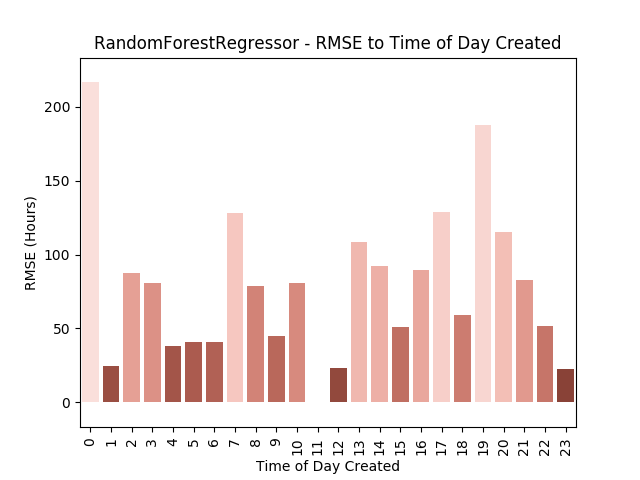 RandomForestRegressor - RMSE to Time of Day Created
RMSE (Hours)
200
150
100
50
0
0 1 2 3 4 5 6 7 8 9 10 11 12 13 14 15 16 17 18 19 20 21 22 23
Time of Day Created